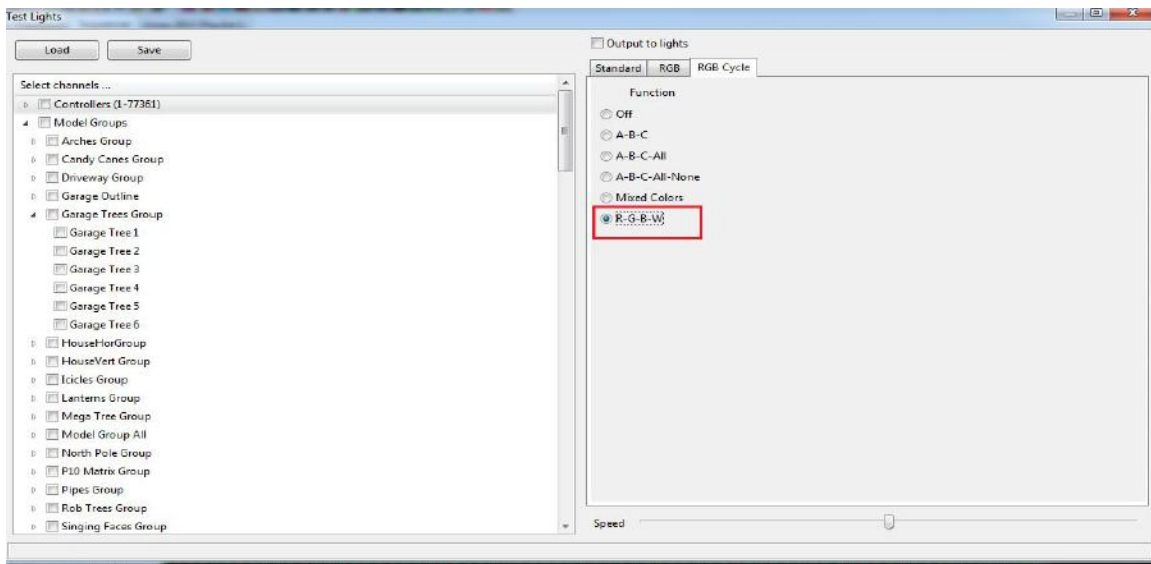 Test Lights
Load Save
Select channels ...
Controllers (1-77361)
Model Groups
Arches Group
Candy Canes Group
Driveway Group
Garage Outline
Garage Trees Group
Garage Tree 1
Garage Tree 2
Garage Tree 3
Garage Tree 4
Garage Tree 5
Garage Tree 6
HouseHorGroup
HouseVert Group
Icicles Group
Lanterns Group
Mega Tree Group
Model Group All
North Pole Group
P10 Matrix Group
Pipes Group
Rob Trees Group
Singing Faces Group
Output to lights
Standard RGB RGB Cycle
Function
Off
A-B-C
A-B-C-All
A-B-C-All-None
Mixed Colors
R-G-B-W
Speed